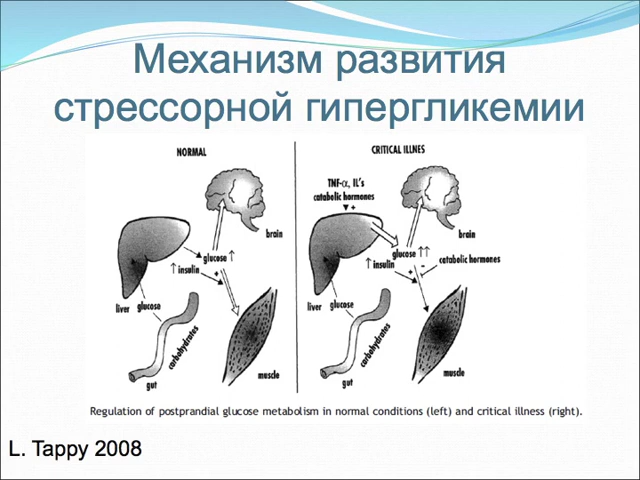 Механизм развития
стрессорной гипергликемии
NORMAL
brain
glucose ↑
↑ insulin
+
liver
glucose
carbohydrates
gut
muscle
CRITICAL ILLNES
TNF-α, IL's
catabolic hormones
▼ +
brain
glucose ↑↑
↑ insulin
+
-
catabolic hormones
liver
glucose
carbohydrates
gut
muscle
Regulation of postprandial glucose metabolism in normal conditions (left) and critical illness (right).
L. Tappy 2008